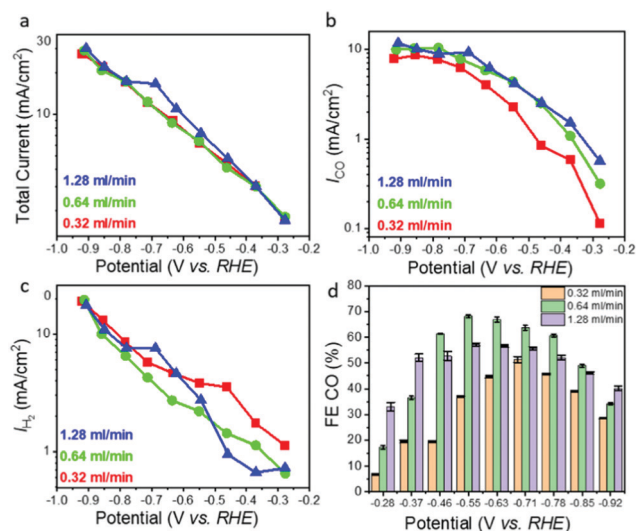 a
30
10
Total Current (mA/cm²)
1.28 ml/min
0.64 ml/min
0.32 ml/min
-1.0 -0.9 -0.8 -0.7 -0.6 -0.5 -0.4 -0.3 -0.2
Potential (V vs. RHE)
b
10
1
0.1
I_CO (mA/cm²)
1.28 ml/min
0.64 ml/min
0.32 ml/min
-1.0 -0.9 -0.8 -0.7 -0.6 -0.5 -0.4 -0.3 -0.2
Potential (V vs. RHE)
c
0
10
1
I_H₂ (mA/cm²)
1.28 ml/min
0.64 ml/min
0.32 ml/min
-1.0 -0.9 -0.8 -0.7 -0.6 -0.5 -0.4 -0.3 -0.2
Potential (V vs. RHE)
d
0.32 ml/min
0.64 ml/min
1.28 ml/min
80
70
60
50
40
30
20
10
0
FE CO (%)
-0.28 -0.37 -0.46 -0.55 -0.63 -0.71 -0.78 -0.85 -0.92
Potential (V vs. RHE)